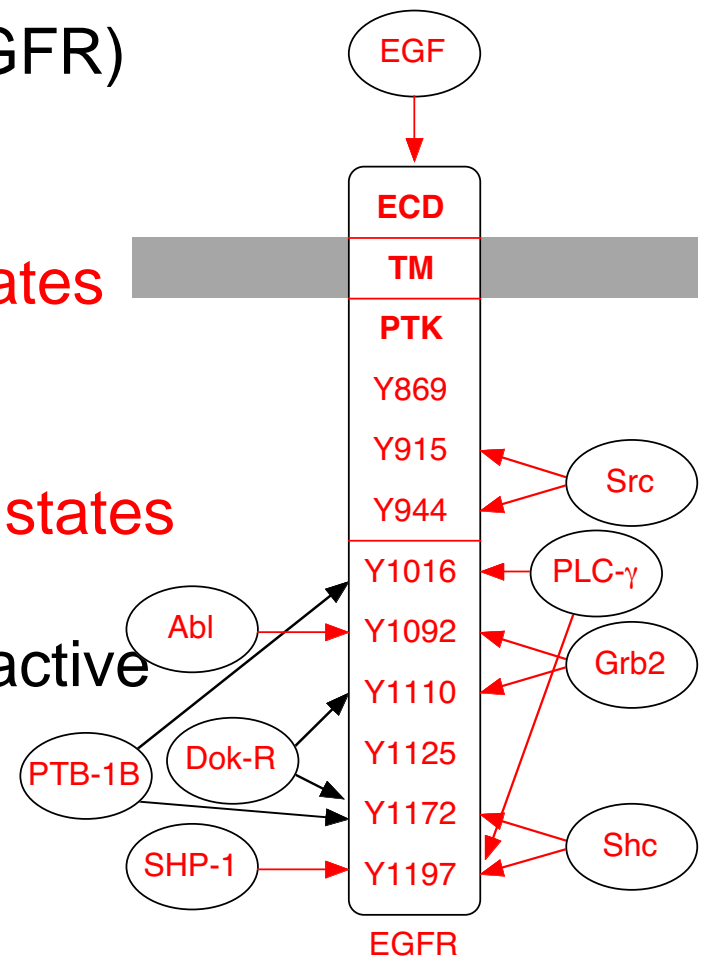 GFR)
EGF
ECD
ates
TM
PTK
Y869
Y915
Src
Y944
states
Y1016
PLC-γ
Abl
Y1092
active
Grb2
Y1110
PTB-1B
Dok-R
Y1125
Y1172
Shc
SHP-1
Y1197
EGFR